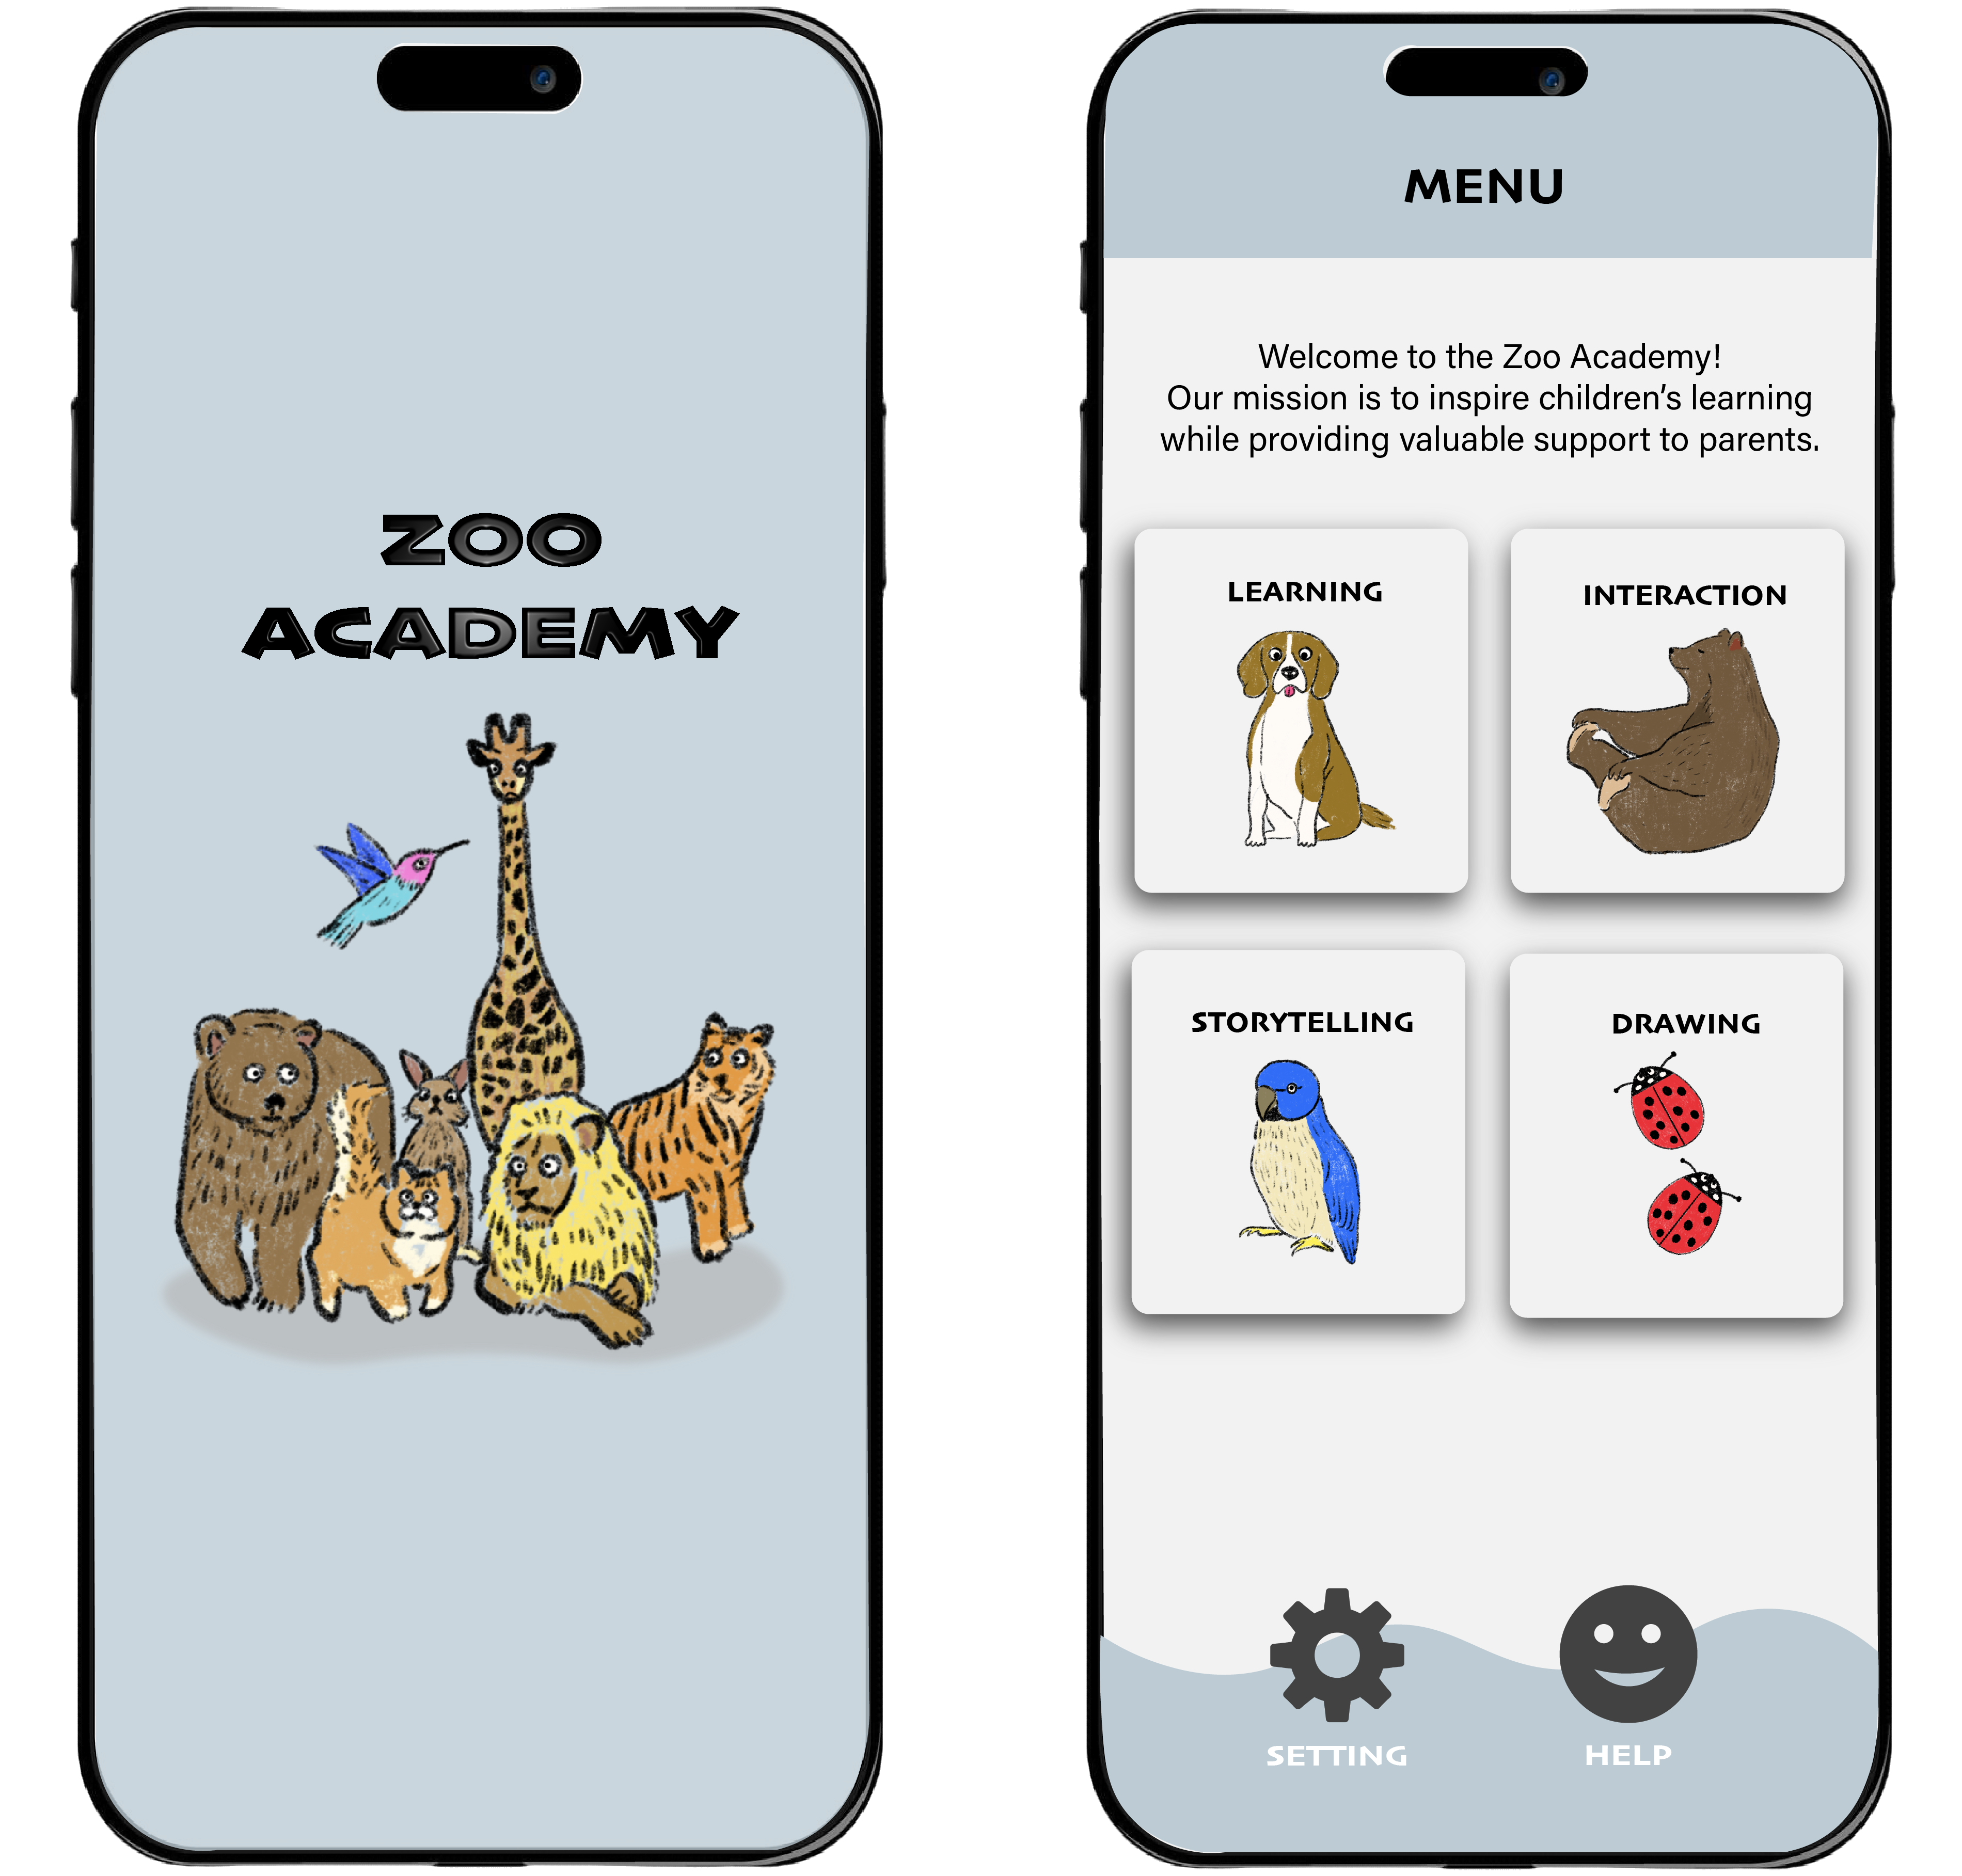 ZOO
ACADEMY
MENU
Welcome to the Zoo Academy!
Our mission is to inspire children’s learning
while providing valuable support to parents.
LEARNING
INTERACTION
STORYTELLING
DRAWING
SETTING
HELP